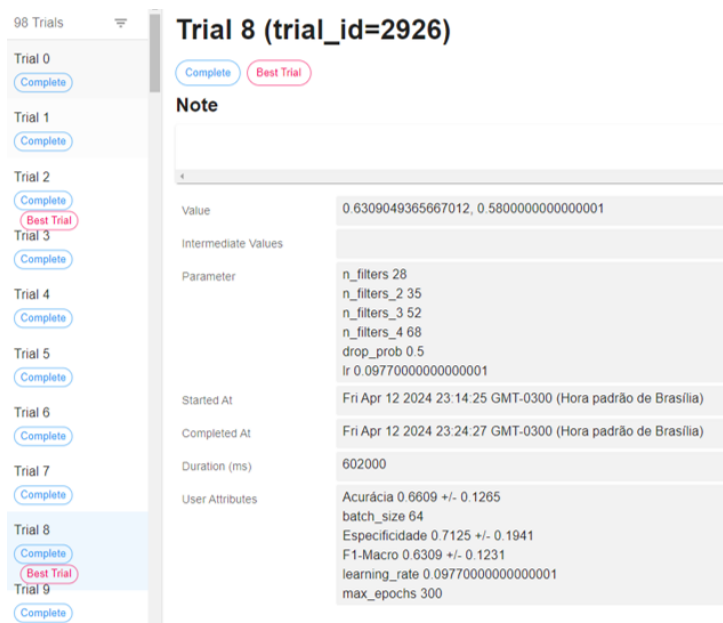 98 Trials
Trial 0
Complete
Trial 1
Complete
Trial 2
Complete
Best Trial
Trial 3
Complete
Trial 4
Complete
Trial 5
Complete
Trial 6
Complete
Trial 7
Complete
Trial 8
Complete
Best Trial
Trial 9
Complete
Trial 8 (trial_id=2926)
Complete Best Trial
Note
Value 0.6309049365667012, 0.5800000000000001
Intermediate Values
Parameter n_filters 28
n_filters_2 35
n_filters_3 52
n_filters_4 68
drop_prob 0.5
lr 0.09770000000000001
Started At Fri Apr 12 2024 23:14:25 GMT-0300 (Hora padrão de Brasília)
Completed At Fri Apr 12 2024 23:24:27 GMT-0300 (Hora padrão de Brasília)
Duration (ms) 602000
User Attributes Acurácia 0.6609 +/- 0.1265
batch_size 64
Especificidade 0.7125 +/- 0.1941
F1-Macro 0.6309 +/- 0.1231
learning_rate 0.09770000000000001
max_epochs 300